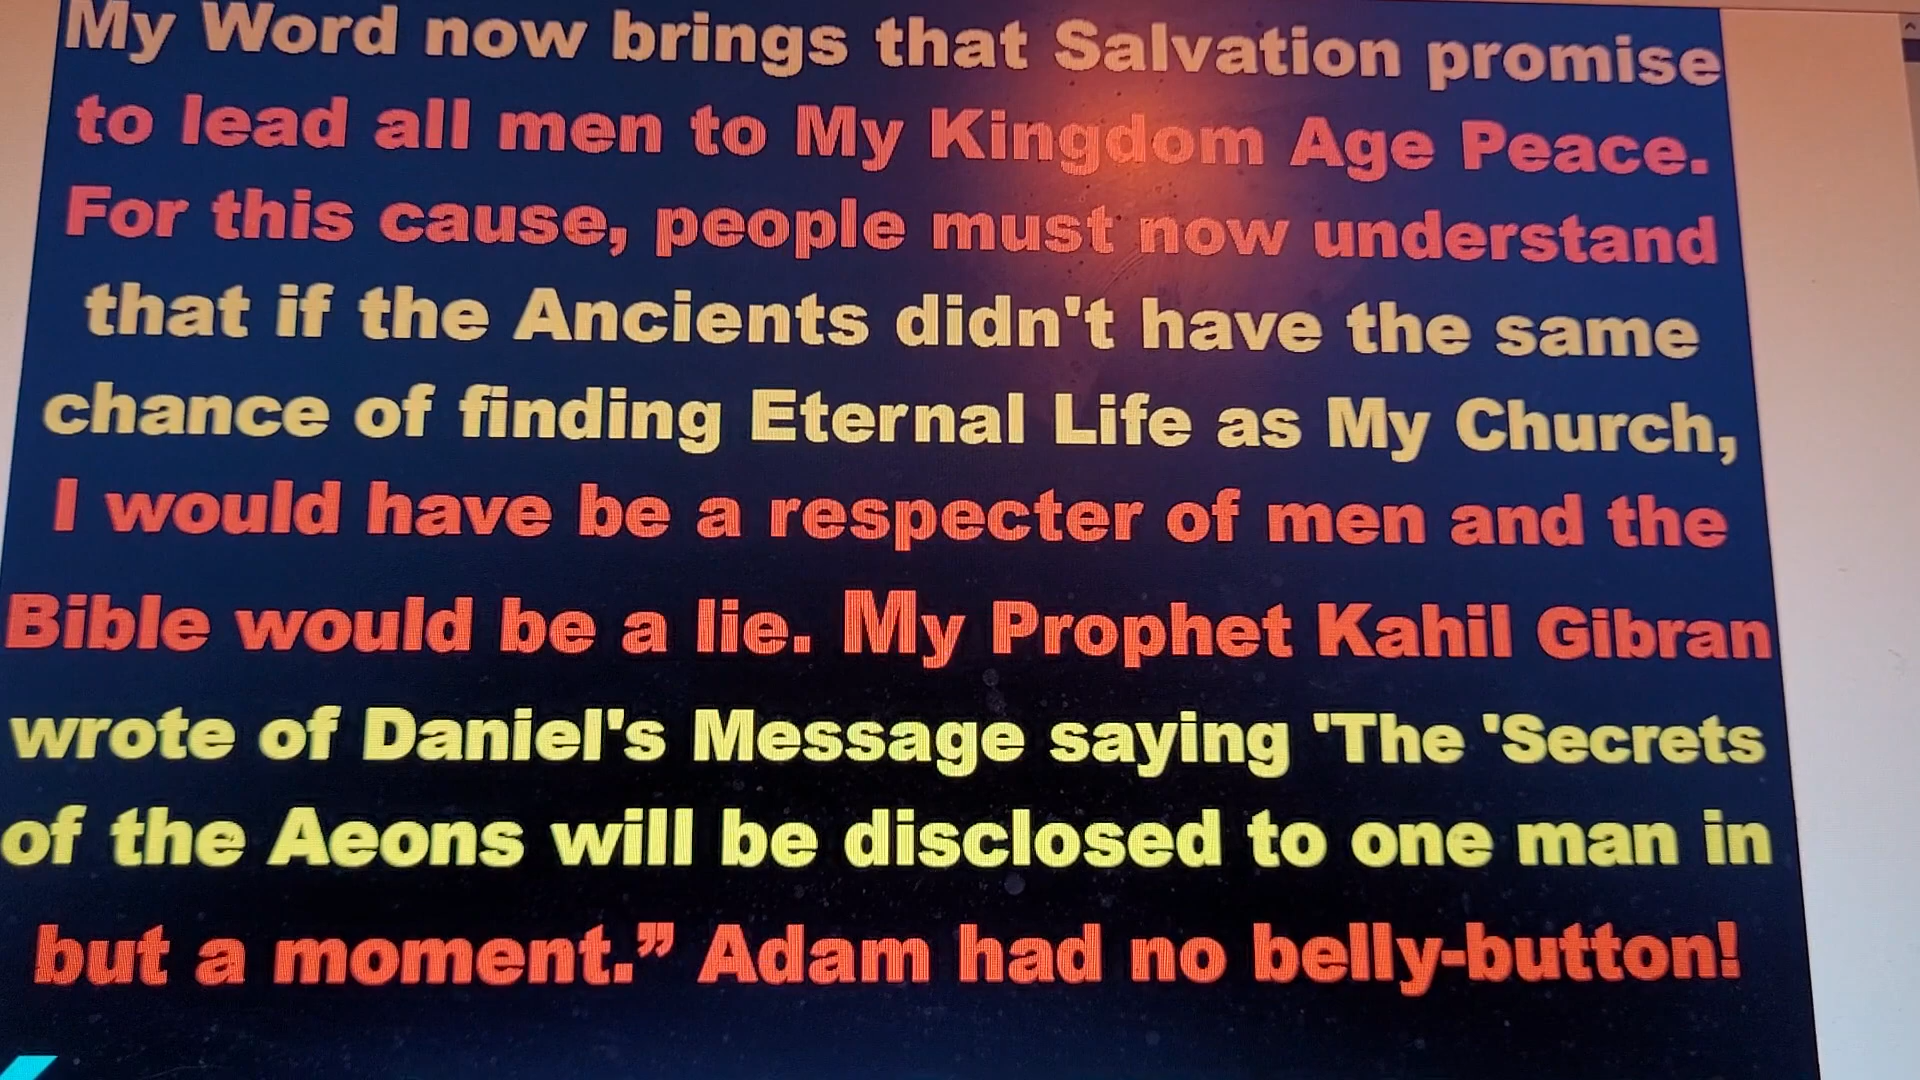 My Word now brings that Salvation promise
to lead all men to My Kingdom Age Peace.
For this cause, people must now understand
that if the Ancients didn't have the same
chance of finding Eternal Life as My Church,
I would have be a respecter of men and the
Bible would be a lie. My Prophet Kahil Gibran
wrote of Daniel's Message saying 'The 'Secrets
of the Aeons will be disclosed to one man in
but a moment.” Adam had no belly-button!